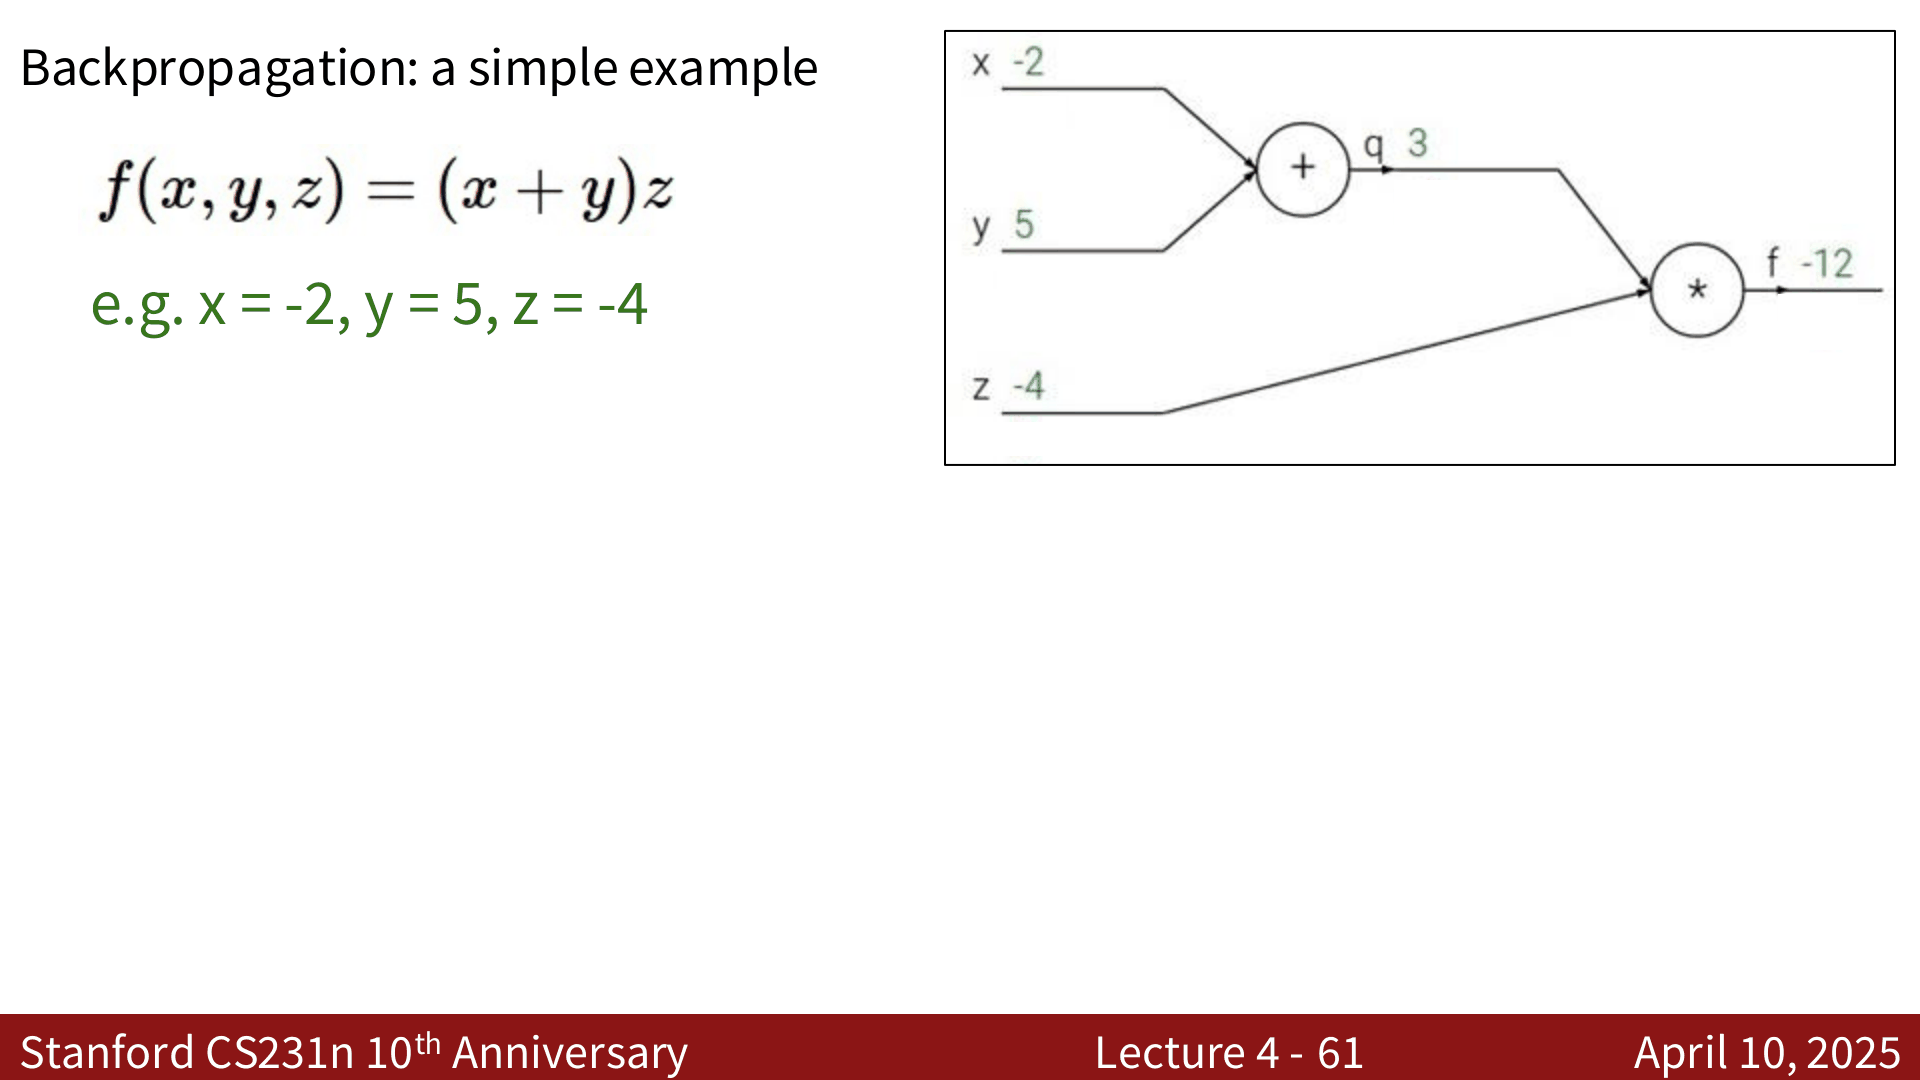 Backpropagation: a simple example
f(x, y, z) = (x + y)z
e.g. x = -2, y = 5, z = -4
x -2
+
q 3
y 5
*
f -12
z -4
Stanford CS231n 10th Anniversary
Lecture 4 - 61
April 10, 2025